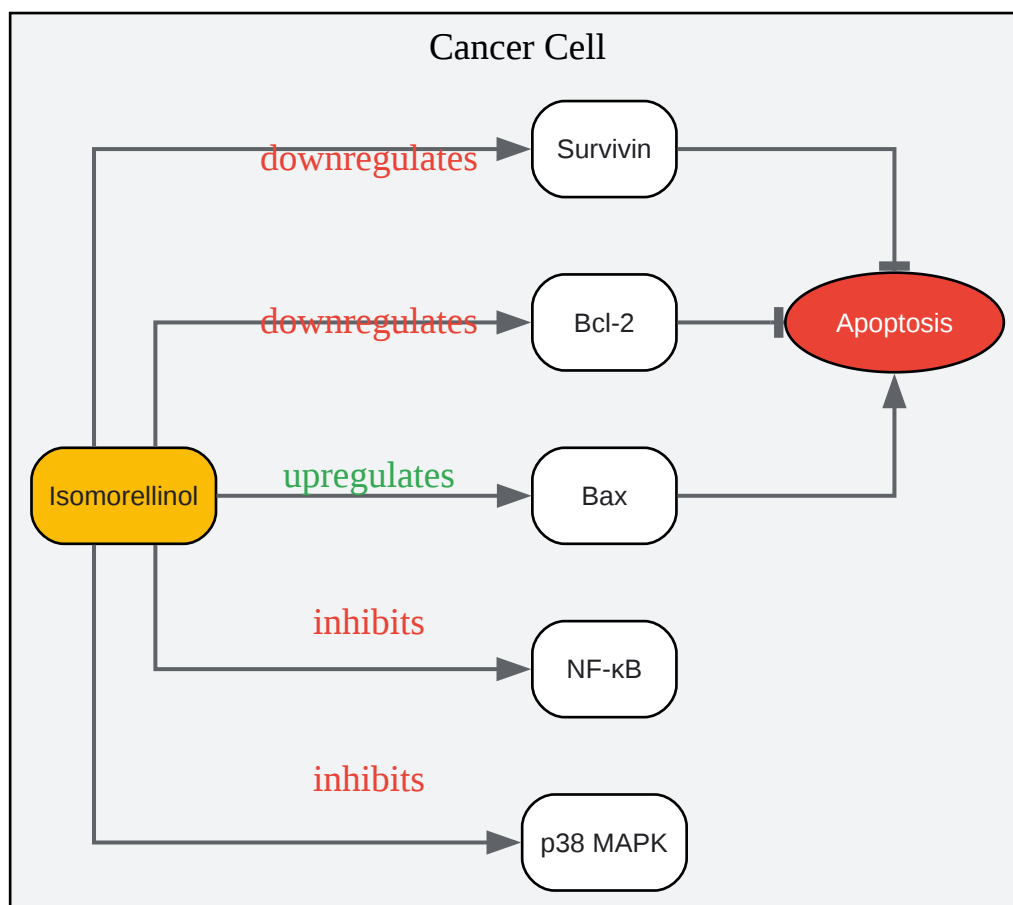 Cancer Cell
downregulates
Survivin
downregulates
Bcl-2
Apoptosis
Isomorellinol
upregulates
Bax
inhibits
NF-κB
inhibits
p38 MAPK